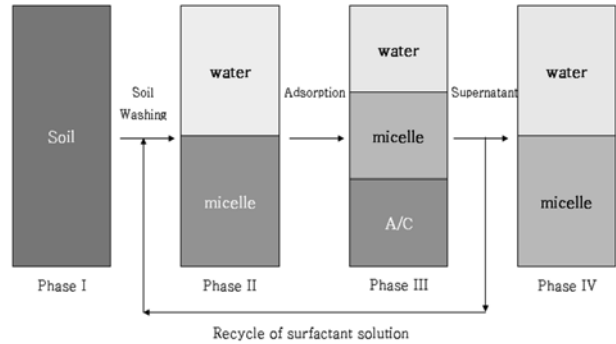 Soil
Soil
Washing
water
micelle
Adsorption
water
micelle
A/C
Supernatant
water
micelle
Phase I
Phase II
Phase III
Phase IV
Recycle of surfactant solution